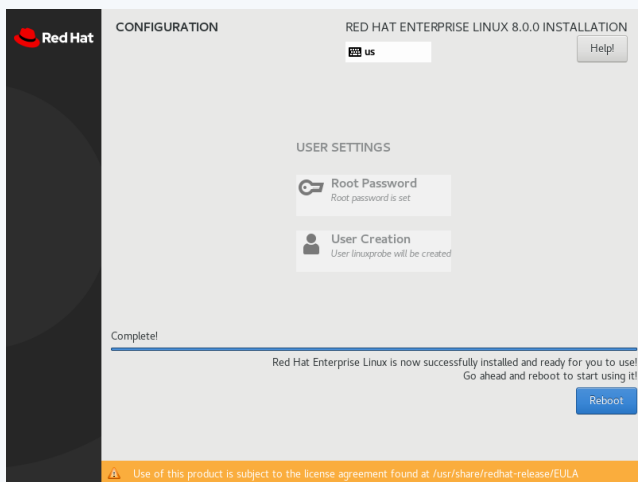 Red Hat
CONFIGURATION
RED HAT ENTERPRISE LINUX 8.0.0 INSTALLATION
us
Help!
USER SETTINGS
Root Password
Root password is set
User Creation
User linuxprobe will be created
Complete!
Red Hat Enterprise Linux is now successfully installed and ready for you to use!
Go ahead and reboot to start using it!
Reboot
Use of this product is subject to the license agreement found at /usr/share/redhat-release/EULA